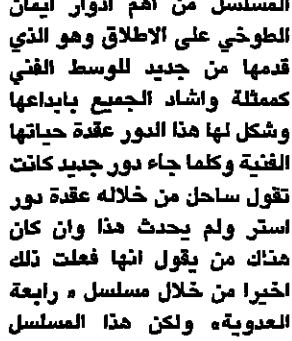 المسلسل من اهم ادوار ايمان
الطوخي على الاطلاق وهو الذي
قدمها من جديد للوسط الفني
كممثلة واشاد الجميع بابداعها
وشكل لها هذا الدور عقدة حياتها
الفنية وكلما جاء دور جديد كانت
تقول ساحل من خلاله عقدة دور
استر ولم يحدث هذا وان كان
هناك من يقول انها فعلت ذلك
اخيرا من خلال مسلسل « رابعة
العدوية» ولكن هذا المسلسل